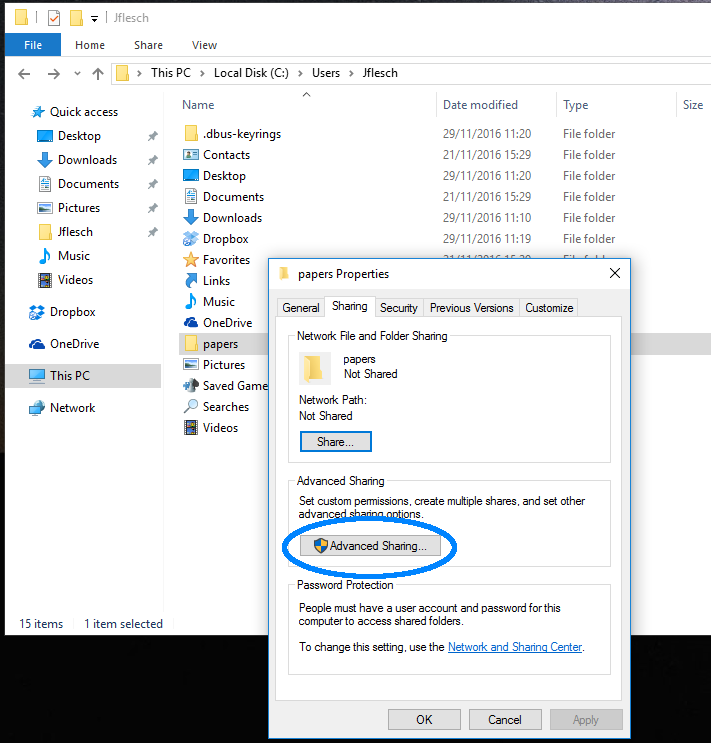 Jflesch
File Home Share View
This PC Local Disk (C:) Users Jflesch
Quick access
Desktop
Downloads
Documents
Pictures
Jflesch
Music
Videos
Dropbox
OneDrive
This PC
Network
Name Date modified Type Size
.dbus-keyrings 29/11/2016 11:20 File folder
Contacts 21/11/2016 15:29 File folder
Desktop 29/11/2016 11:20 File folder
Documents 21/11/2016 15:29 File folder
Downloads 29/11/2016 11:10 File folder
Dropbox 29/11/2016 11:19 File folder
Favorites
Links
Music
OneDrive
papers
Pictures
Saved Game
Searches
Videos
papers Properties
General Sharing Security Previous Versions Customize
Network File and Folder Sharing
papers
Not Shared
Network Path:
Not Shared
Share...
Advanced Sharing
Set custom permissions, create multiple shares, and set other
advanced sharing options.
Advanced Sharing...
Password Protection
People must have a user account and password for this
computer to access shared folders.
To change this setting, use the Network and Sharing Center.
OK Cancel Apply
15 items 1 item selected